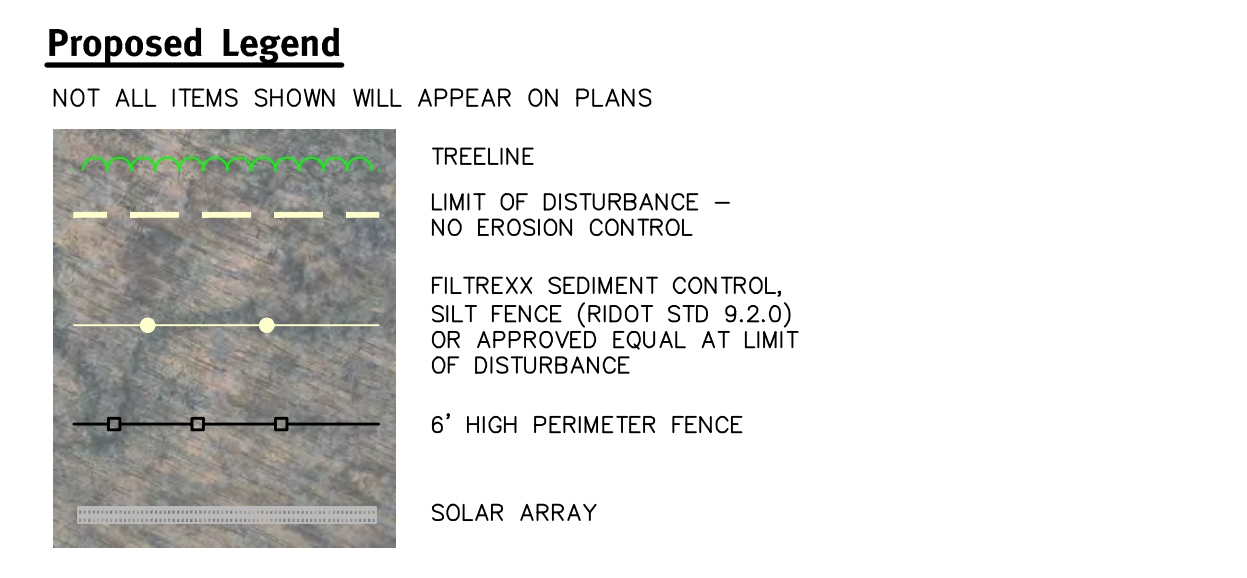 Proposed Legend
NOT ALL ITEMS SHOWN WILL APPEAR ON PLANS
TREELINE
LIMIT OF DISTURBANCE –
NO EROSION CONTROL
FILTREXX SEDIMENT CONTROL,
SILT FENCE (RIDOT STD 9.2.0)
OR APPROVED EQUAL AT LIMIT
OF DISTURBANCE
6' HIGH PERIMETER FENCE
SOLAR ARRAY